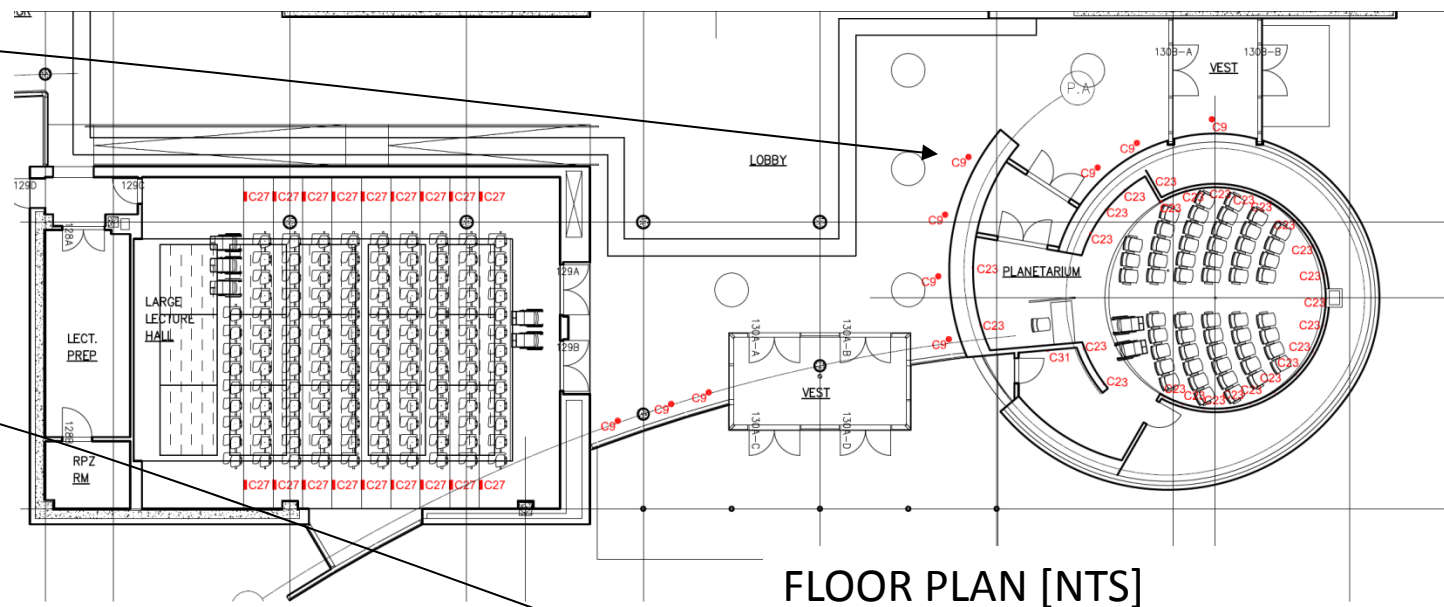 130B-A
130B-B
VEST
P.A
C9
C9
C9
C9
LOBBY
129D
129C
C27 C27 C27 C27 C27 C27 C27 C27 C27
C23
C23 C23 C23
C23 C23
C23
C9
128A
C23
C23
129A
C23
PLANETARIUM
C23
C9
LARGE
LECTURE
HALL
C23
LECT.
PREP
130A-A
130A-B
C23
C23
C9
129B
C23
C23
C31
C23
C23
C23
VEST
C23
C23
C23
C23
C23
C23
C9
C9
C9
128B
130A-C
130A-D
RPZ
RM
C27 C27 C27 C27 C27 C27 C27 C27 C27
FLOOR PLAN [NTS]